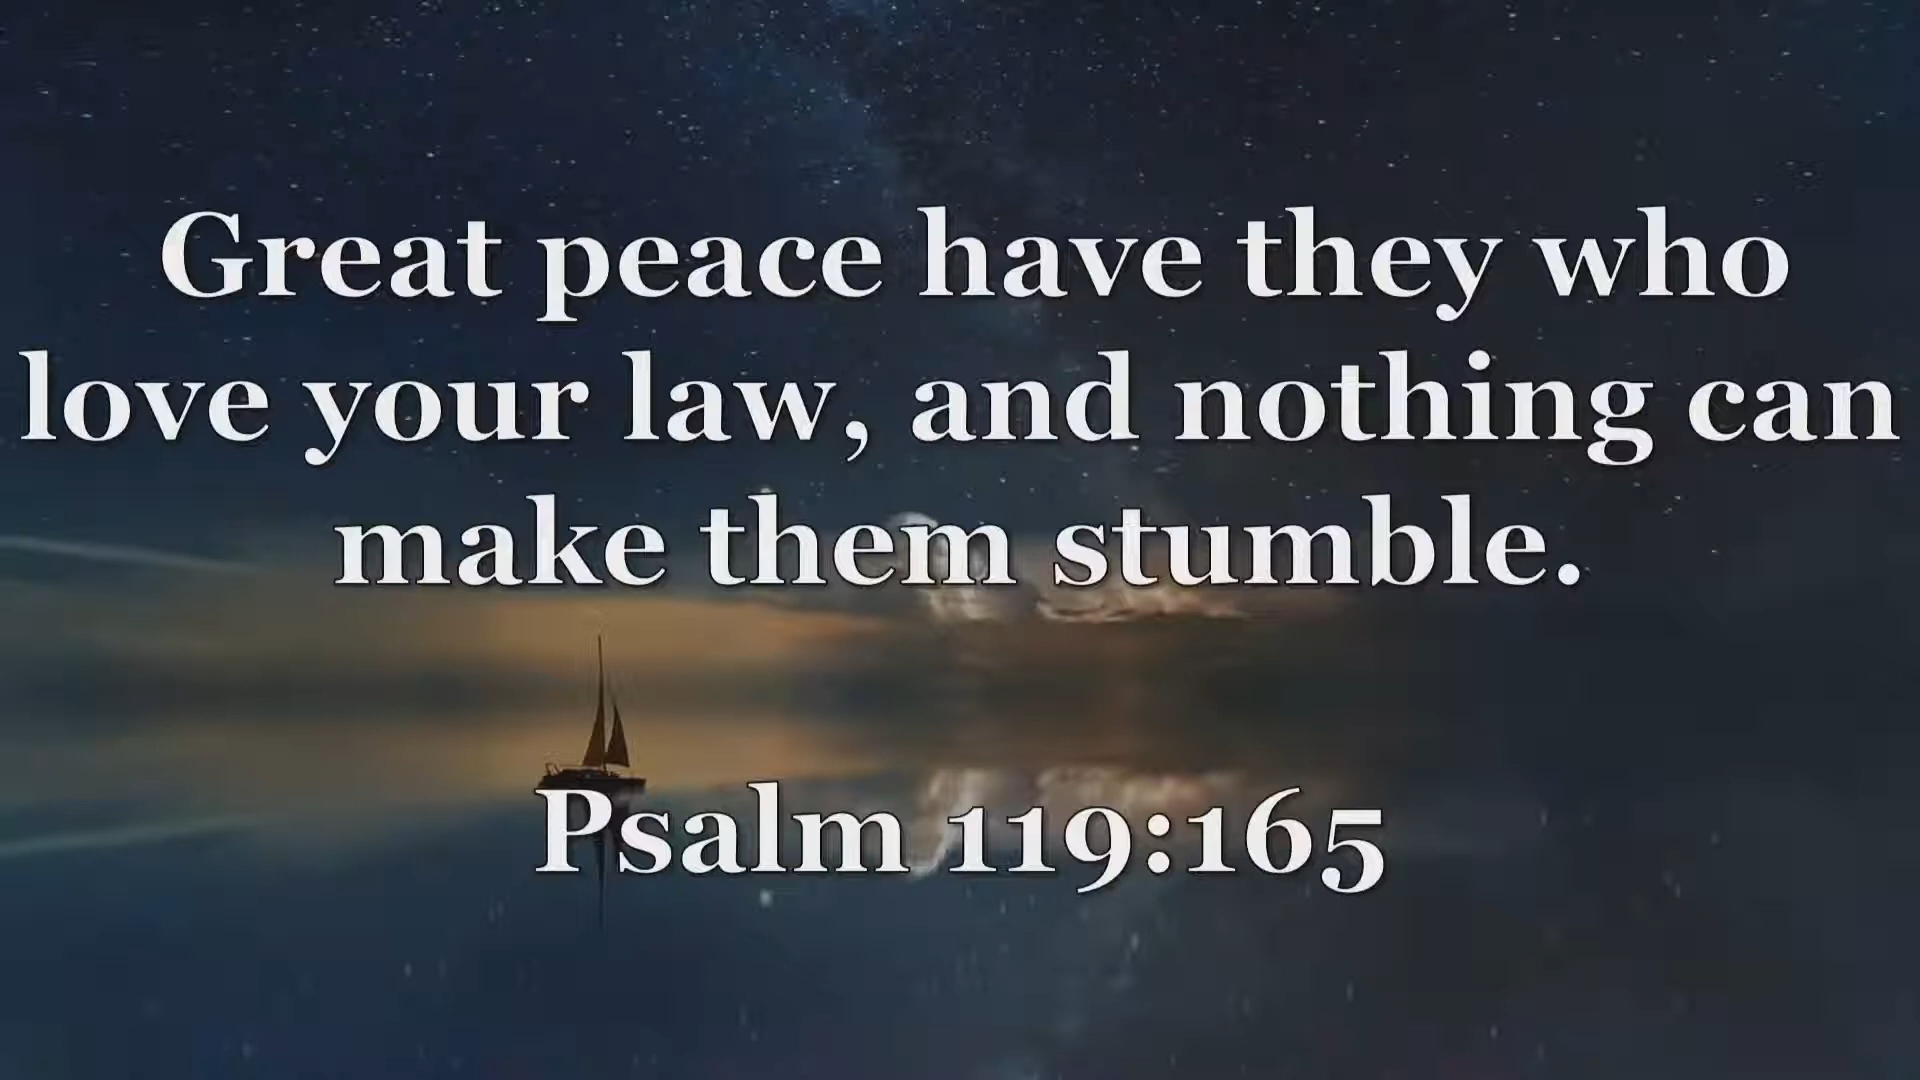 Great peace have they who
love your law, and nothing can
make them stumble.
Psalm 119:165